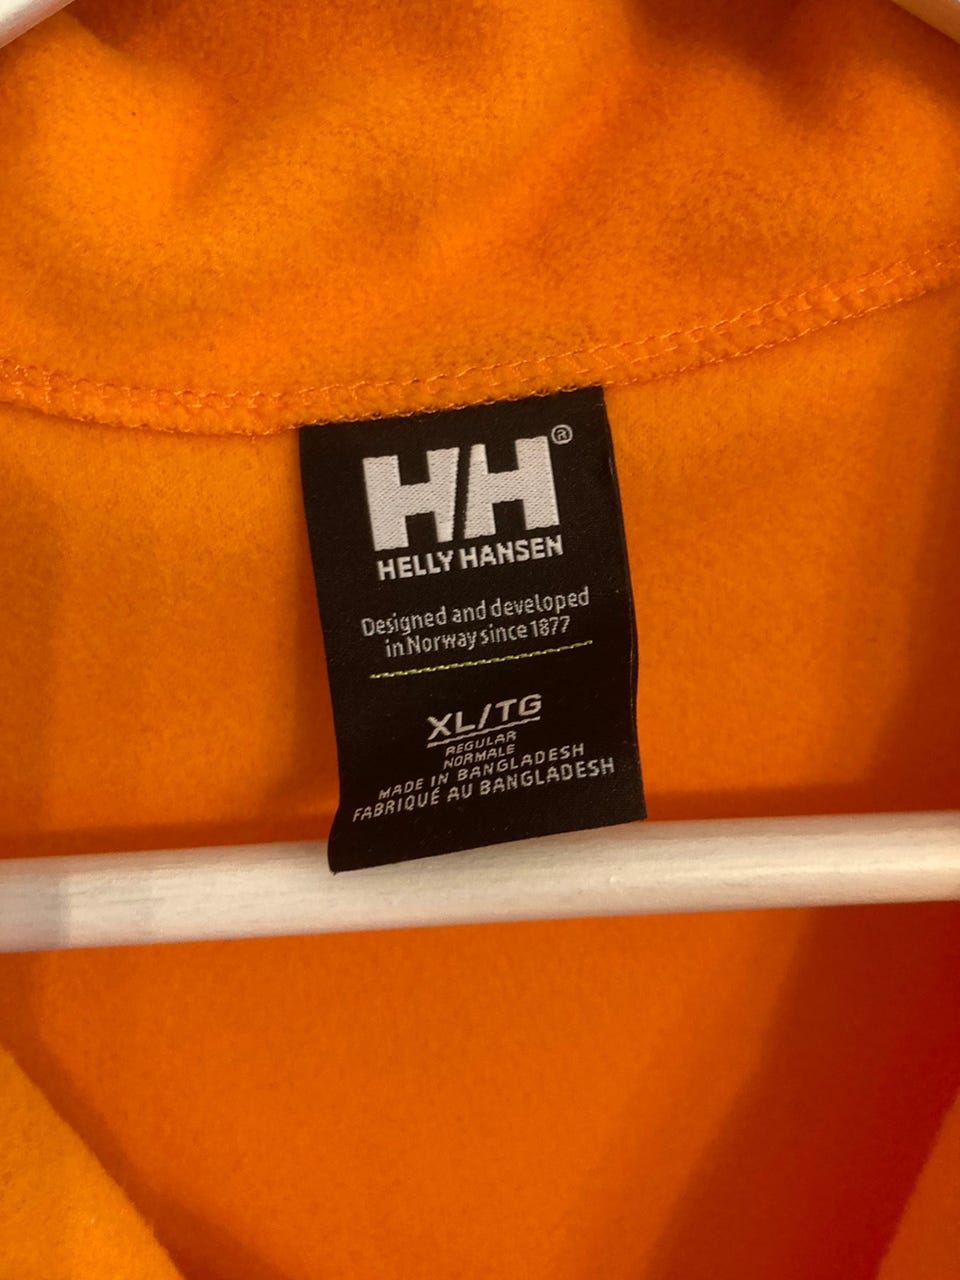 HH®
HELLY HANSEN
Designed and developed
in Norway since 1877
XL/TG
REGULAR
NORMALE
MADE IN BANGLADESH
FABRIQUÉ AU BANGLADESH